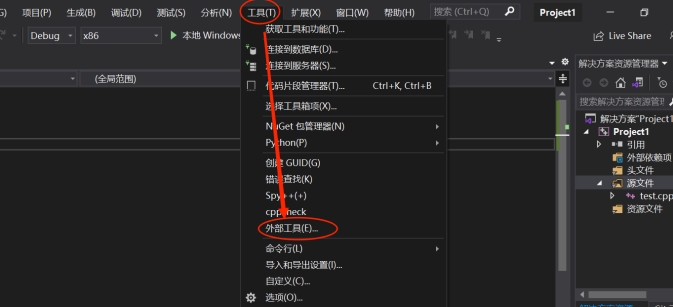 G) 项目(P) 生成(B) 调试(D) 测试(S) 分析(N) 工具(T) 扩展(X) 窗口(W) 帮助(H) 搜索 (Ctrl+Q) Project1
Debug x86 本地 Windows Live Share
(全局范围)
获取工具和功能(T)...
连接到数据库(D)...
连接到服务器(S)...
代码片段管理器(T)... Ctrl+K, Ctrl+B
选择工具箱项(X)...
NuGet 包管理器(N)
Python(P)
创建 GUID(G)
错误查找(K)
Spy++(+)
cppcheck
外部工具(E)...
命令行(L)
导入和导出设置(I)...
自定义(C)...
选项(O)...
解决方案资源管理器
搜索解决方案资源管理
解决方案"Project1
Project1
引用
外部依赖项
头文件
源文件
test.cpp
资源文件